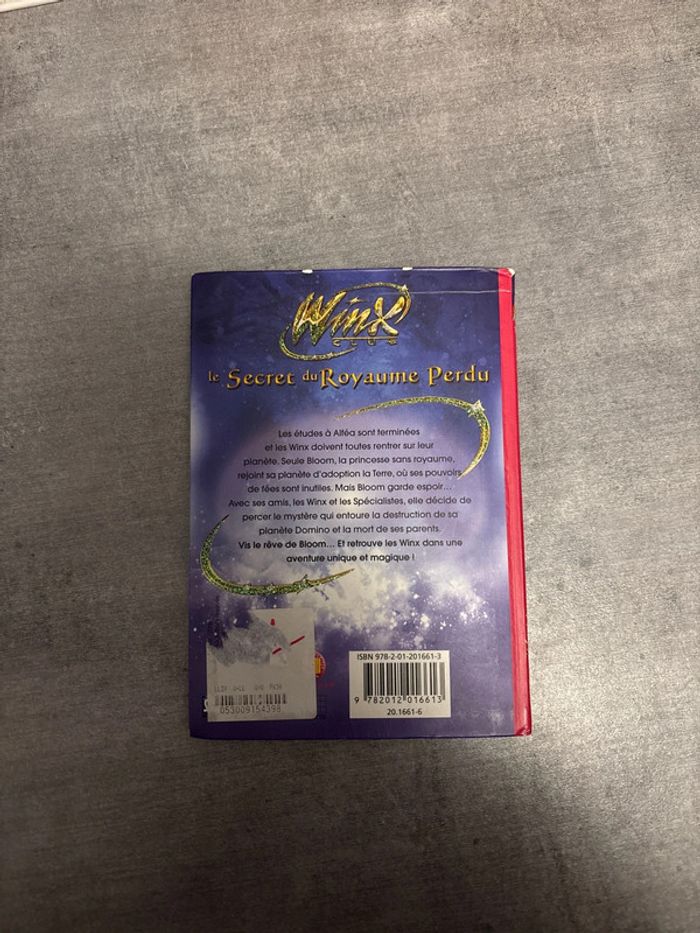 Winx
CLUB
le Secret du Royaume Perdu
Les études à Alféa sont terminées
et les Winx doivent toutes rentrer sur leur
planète. Seule Bloom, la princesse sans royaume,
rejoint sa planète d'adoption la Terre, où ses pouvoirs
de fées sont inutiles. Mais Bloom garde espoir...
Avec ses amis, les Winx et les Spécialistes, elle décide de
percer le mystère qui entoure la destruction de sa
planète Domino et la mort de ses parents.
Vis le rêve de Bloom... Et retrouve les Winx dans une
aventure unique et magique !
ISBN 978-2-01-201661-3
9 782012 016613
20.1661-6
053009154398